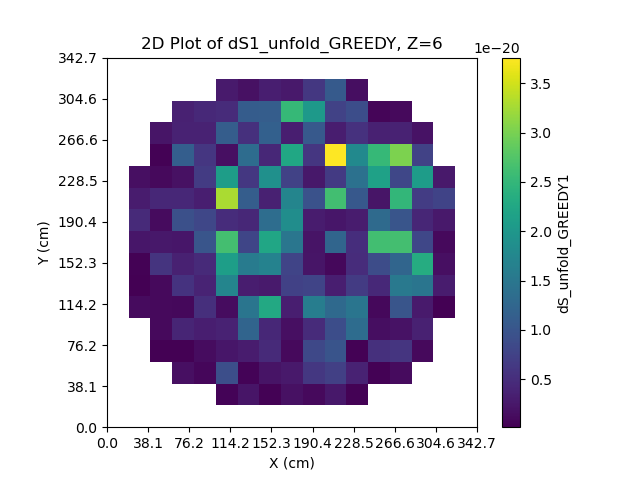 2D Plot of dS1_unfold_GREEDY, Z=6
1e−20
342.7
304.6
266.6
228.5
190.4
152.3
114.2
76.2
38.1
0.0
Y (cm)
0.0 38.1 76.2 114.2 152.3 190.4 228.5 266.6 304.6 342.7
X (cm)
3.5
3.0
2.5
2.0
1.5
1.0
0.5
dS_unfold_GREEDY1